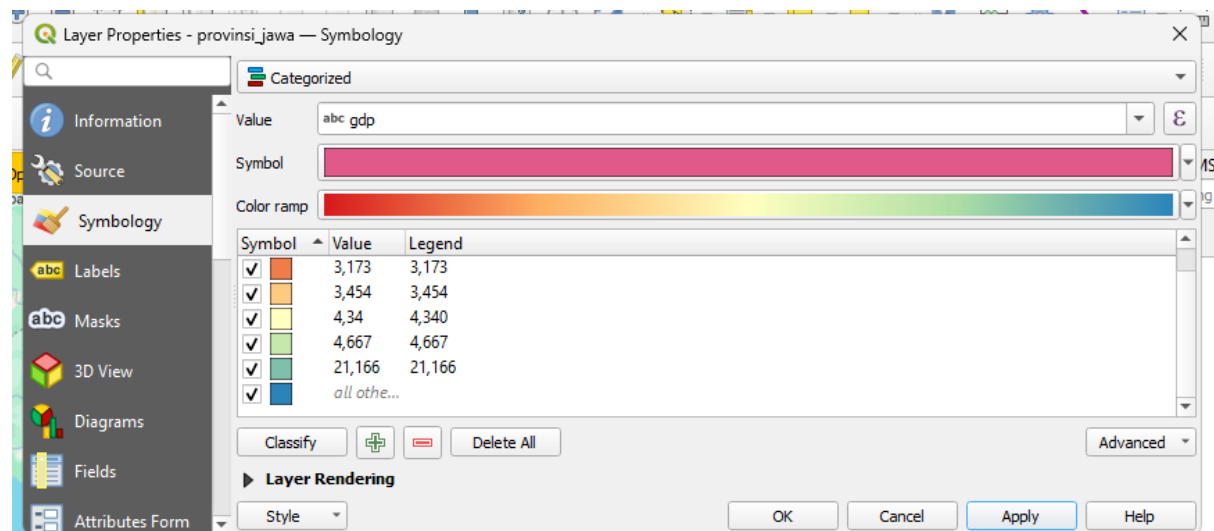 Layer Properties - provinsi_jawa — Symbology
Categorized
Information
Value abc gdp ε
Source
Symbol
Symbology
Color ramp
Symbol Value Legend
3,173 3,173
abc Labels
3,454 3,454
4,34 4,340
abc Masks
4,667 4,667
21,166 21,166
3D View
all othe...
Diagrams
Classify Delete All Advanced
Fields
Layer Rendering
Attributes Form
Style OK Cancel Apply Help